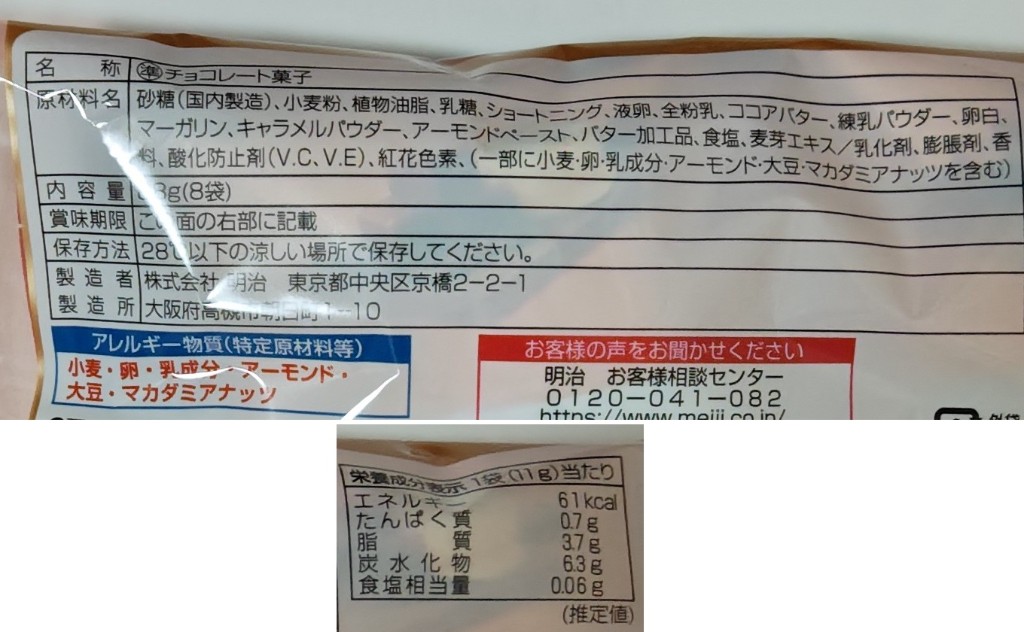 名称 準チョコレート菓子
原材料名 砂糖(国内製造)、小麦粉、植物油脂、乳糖、ショートニング、液卵、全粉乳、ココアバター、練乳パウダー、卵白、
マーガリン、キャラメルパウダー、アーモンドペースト、バター加工品、食塩、麦芽エキス/乳化剤、膨脹剤、香
料、酸化防止剤(V.C、V.E)、紅花色素、(一部に小麦・卵・乳成分・アーモンド・大豆・マカダミアナッツを含む)
内容量 8g(8袋)
賞味期限 この面の右部に記載
保存方法 28℃以下の涼しい場所で保存してください。
製造者 株式会社 明治 東京都中央区京橋2-2-1
製造所 大阪府高槻市朝日町1-10
アレルギー物質(特定原材料等)
小麦・卵・乳成分・アーモンド・
大豆・マカダミアナッツ
お客様の声をお聞かせください
明治 お客様相談センター
0120-041-082
https://www.meiji.co.jp/
外袋
栄養成分表示 1袋(11g)当たり
エネルギー 61kcal
たんぱく質 0.7g
脂質 3.7g
炭水化物 6.3g
食塩相当量 0.06g
(推定値)